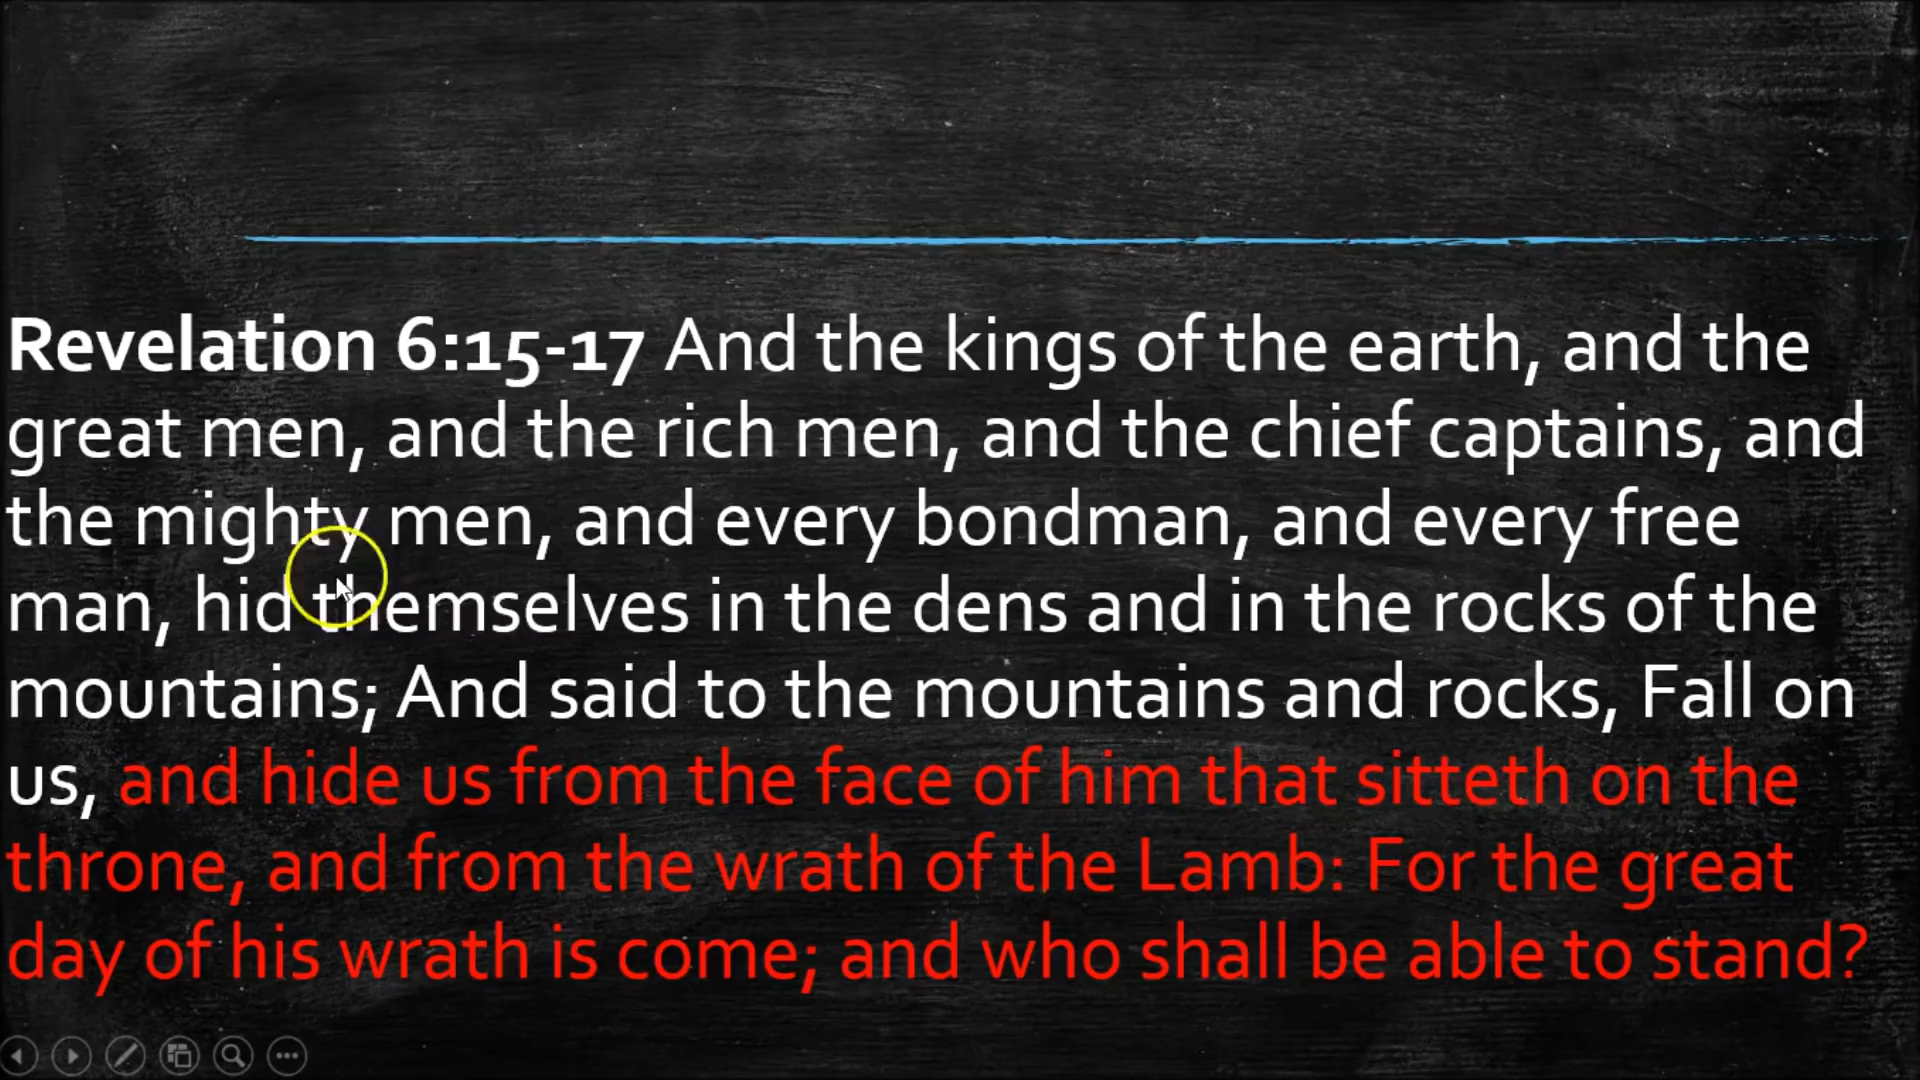 Revelation 6:15-17 And the kings of the earth, and the
great men, and the rich men, and the chief captains, and
the mighty men, and every bondman, and every free
man, hid themselves in the dens and in the rocks of the
mountains; And said to the mountains and rocks, Fall on
us, and hide us from the face of him that sitteth on the
throne, and from the wrath of the Lamb: For the great
day of his wrath is come; and who shall be able to stand?